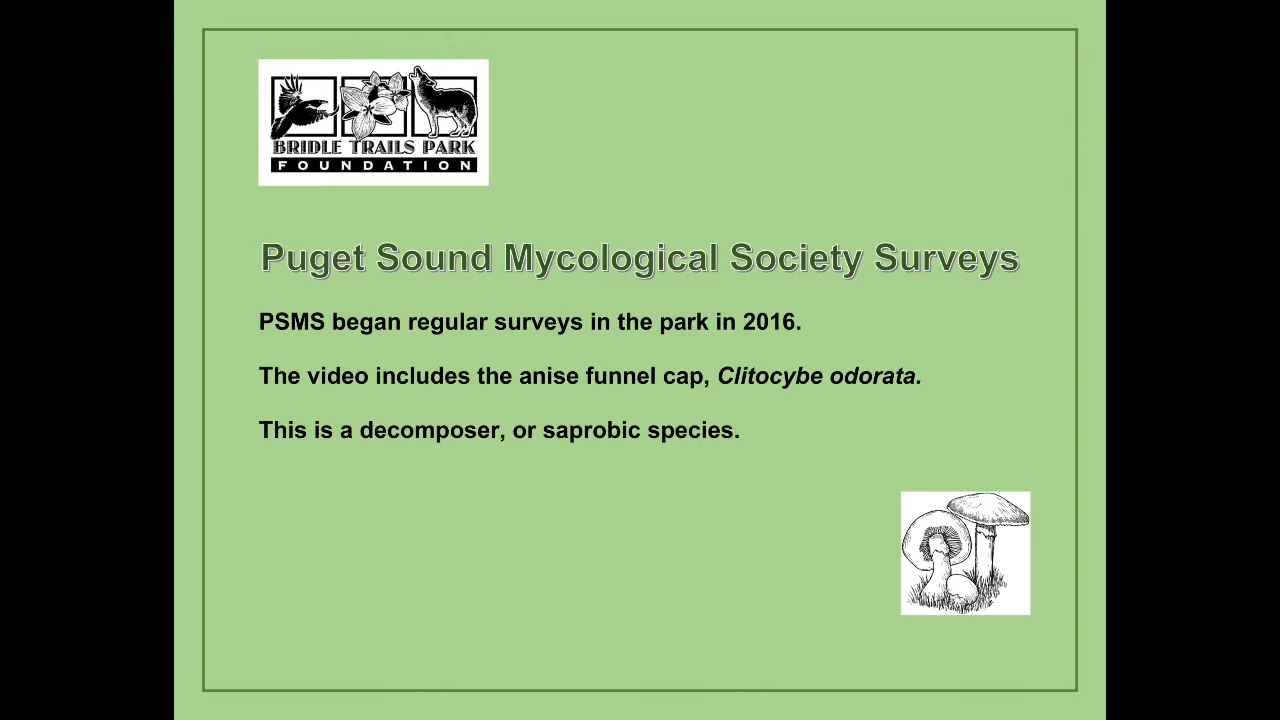 BRIDLE TRAILS PARK
FOUNDATION
Puget Sound Mycological Society Surveys
PSMS began regular surveys in the park in 2016.
The video includes the anise funnel cap, Clitocybe odorata.
This is a decomposer, or saprobic species.